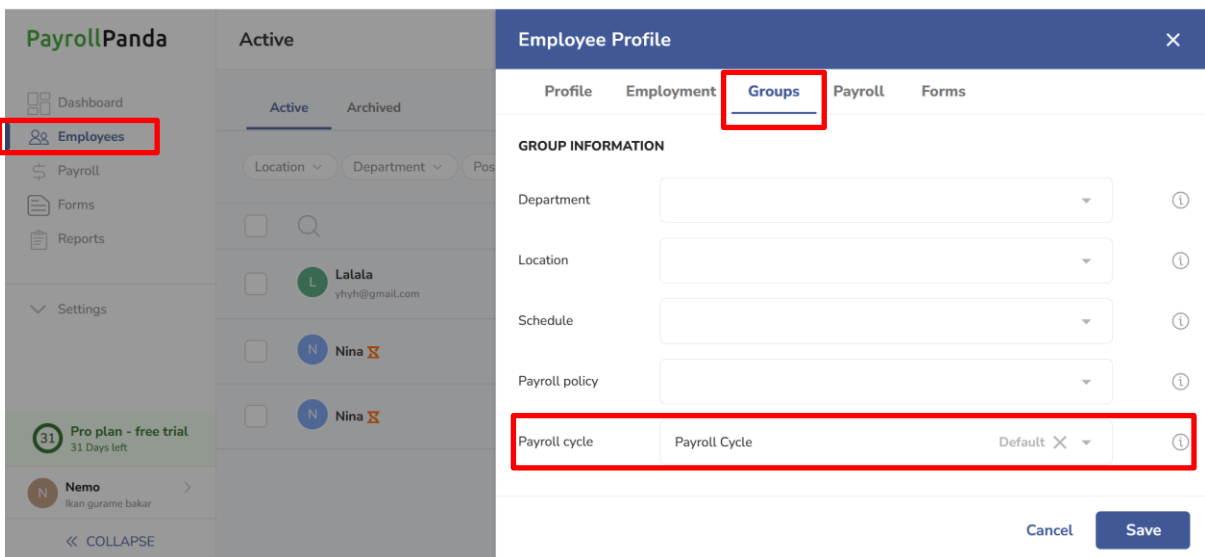 PayrollPanda
Dashboard
Employees
Payroll
Forms
Reports
Settings
31
Pro plan - free trial
31 Days left
N
Nemo
Ikan gurame bakar
COLLAPSE
Active
Active Archived
Location Department Pos
L
Lalala
yhyh@gmail.com
N Nina
N Nina
Employee Profile
Profile Employment Groups Payroll Forms
GROUP INFORMATION
Department
Location
Schedule
Payroll policy
Payroll cycle Payroll Cycle Default
Cancel Save